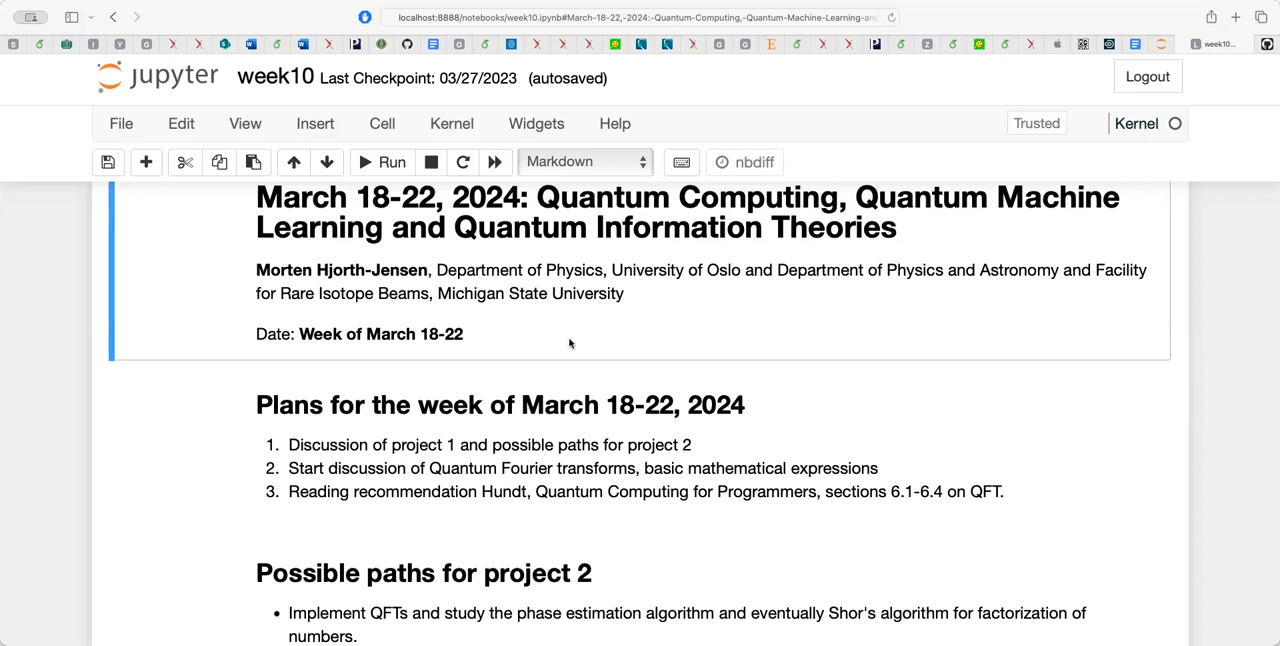 localhost:8888/notebooks/week10.ipynb#March-18-22,-2024:-Quantum-Computing,-Quantum-Machine-Learning-and
week10...
jupyter week10 Last Checkpoint: 03/27/2023 (autosaved)
Logout
File Edit View Insert Cell Kernel Widgets Help
Trusted
Kernel
Run
Markdown
nbdiff
March 18-22, 2024: Quantum Computing, Quantum Machine
Learning and Quantum Information Theories
Morten Hjorth-Jensen, Department of Physics, University of Oslo and Department of Physics and Astronomy and Facility
for Rare Isotope Beams, Michigan State University
Date: Week of March 18-22
Plans for the week of March 18-22, 2024
1. Discussion of project 1 and possible paths for project 2
2. Start discussion of Quantum Fourier transforms, basic mathematical expressions
3. Reading recommendation Hundt, Quantum Computing for Programmers, sections 6.1-6.4 on QFT.
Possible paths for project 2
• Implement QFTs and study the phase estimation algorithm and eventually Shor's algorithm for factorization of
numbers.